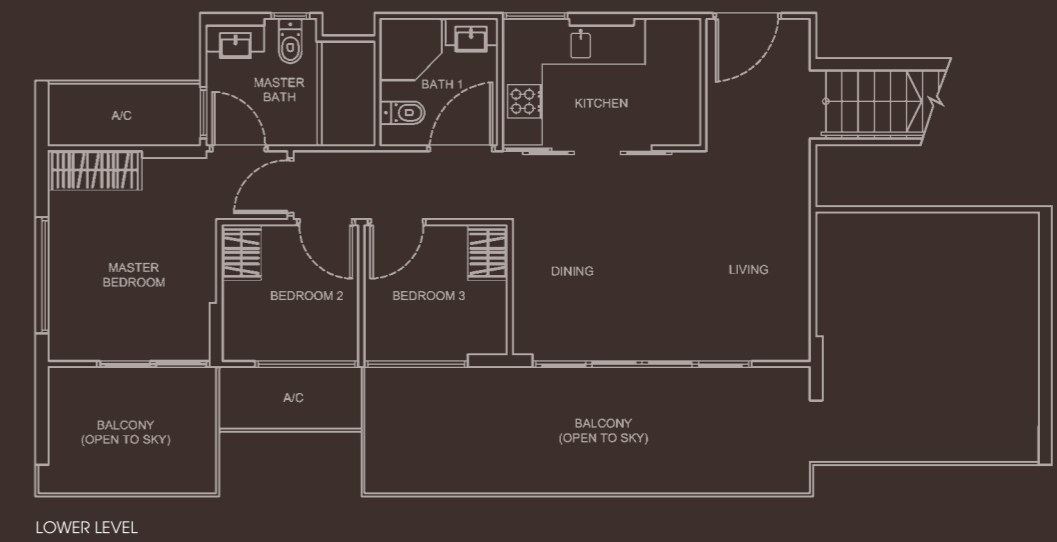 MASTER
BATH
BATH 1
KITCHEN
A/C
MASTER
BEDROOM
BEDROOM 2
BEDROOM 3
DINING
LIVING
A/C
BALCONY
(OPEN TO SKY)
BALCONY
(OPEN TO SKY)
LOWER LEVEL